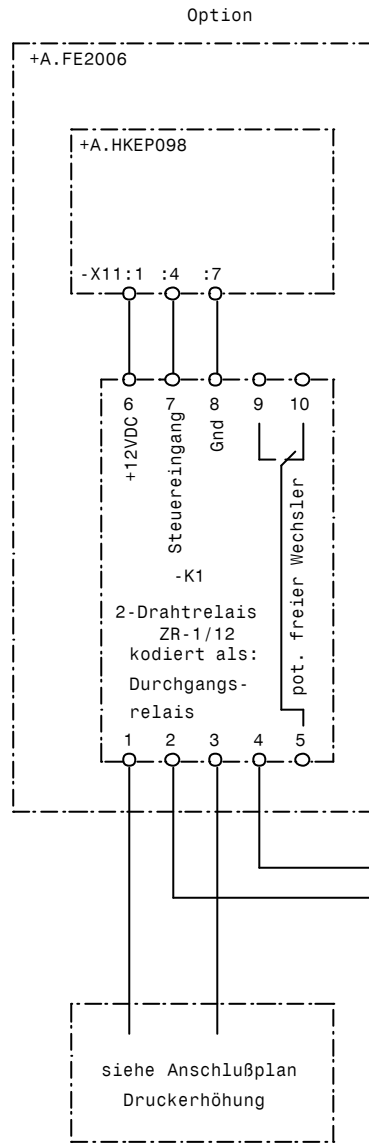 Option
+A.FE2006
+A.HKEP098
-X11:1 :4 :7
6 7 8 9 10
+12VDC
Steuereingang
Gnd
pot. freier Wechsler
-K1
2-Drahtrelais
ZR-1/12
kodiert als:
Durchgangs-
relais
1 2 3 4 5
siehe Anschlußplan
Druckerhöhung